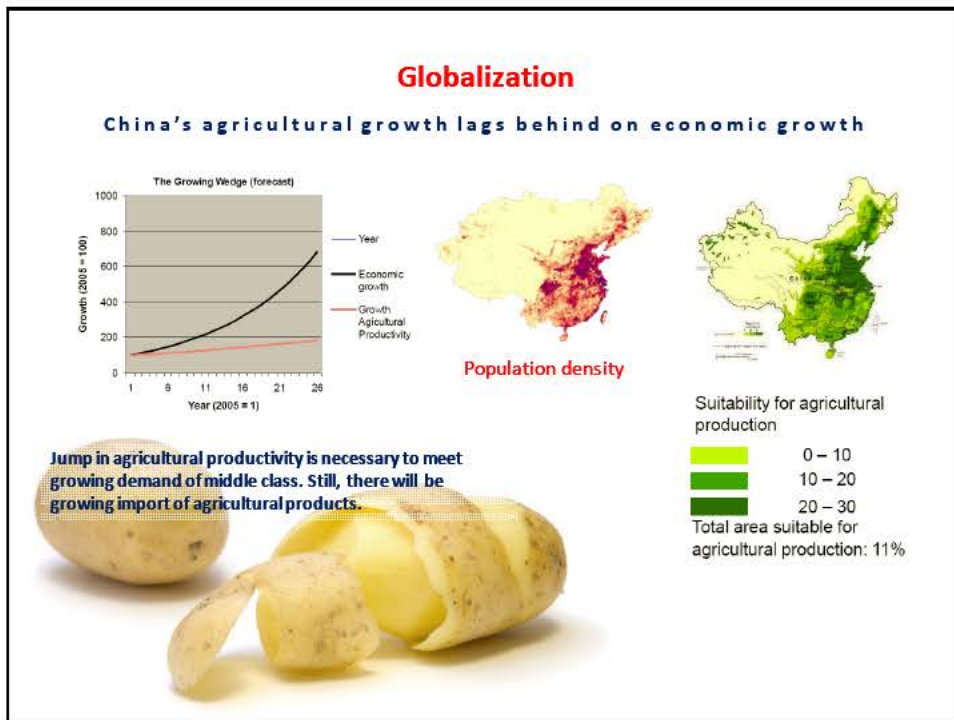 Globalization
China's agricultural growth lags behind on economic growth
The Growing Wedge (forecast)
Growth (2005 = 100)
1000
800
600
400
200
0
1 6 11 16 21 26
Year (2005 = 1)
Year
Economic
growth
Growth
Agicultural
Productivity
Population density
Suitability for agricultural
production
0 – 10
10 – 20
20 – 30
Total area suitable for
agricultural production: 11%
Jump in agricultural productivity is necessary to meet
growing demand of middle class. Still, there will be
growing import of agricultural products.